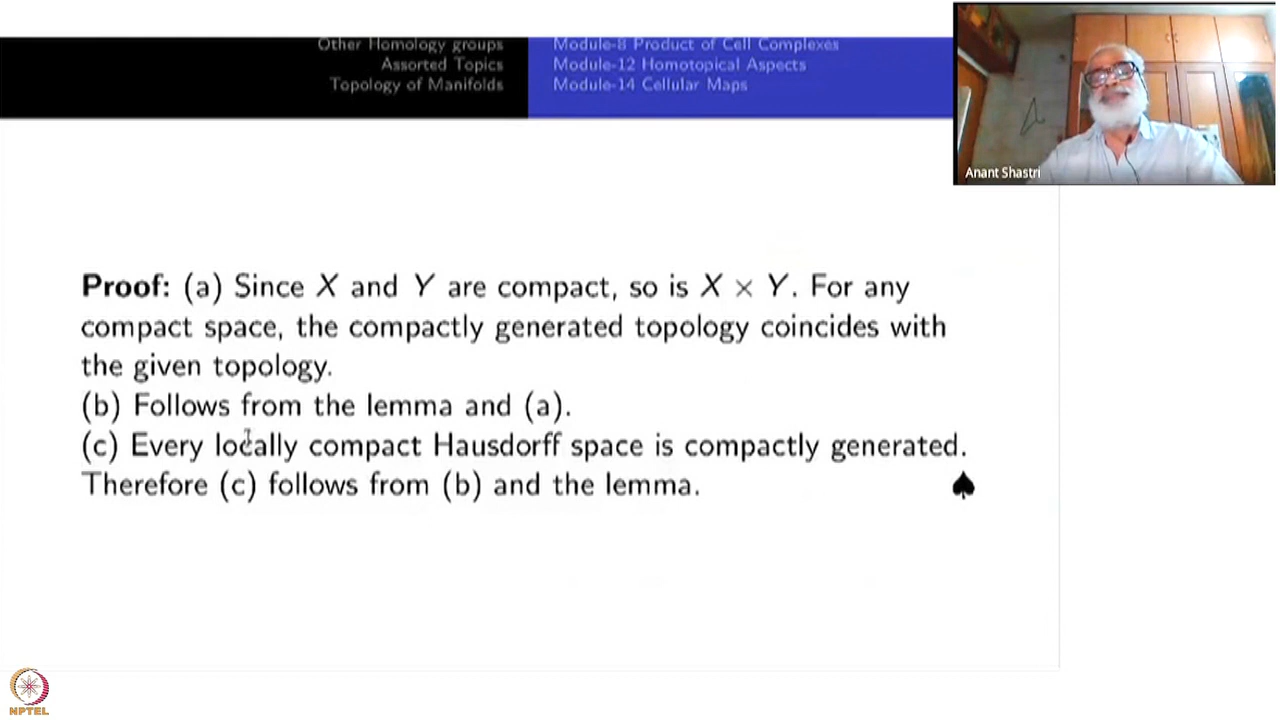 Other Homology groups
Assorted Topics
Topology of Manifolds
Module-8 Product of Cell Complexes
Module-12 Homotopical Aspects
Module-14 Cellular Maps
Anant Shastri
Proof: (a) Since X and Y are compact, so is X × Y. For any
compact space, the compactly generated topology coincides with
the given topology.
(b) Follows from the lemma and (a).
(c) Every locally compact Hausdorff space is compactly generated.
Therefore (c) follows from (b) and the lemma. ♠
NPTEL